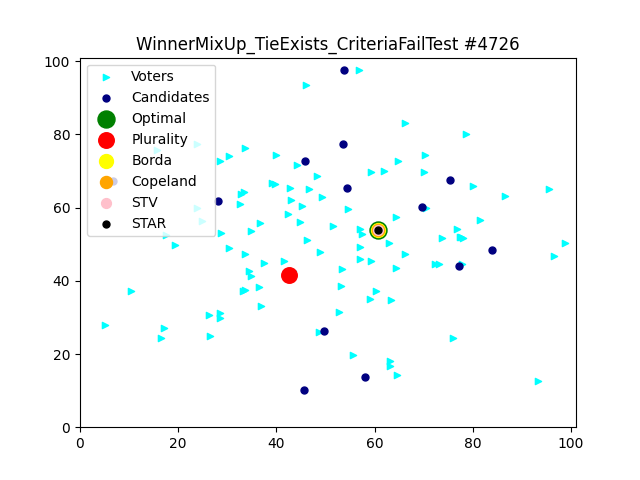 WinnerMixUp_TieExists_CriteriaFailTest #4726
100
80
60
40
20
0
Voters
Candidates
Optimal
Plurality
Borda
Copeland
STV
STAR
0 20 40 60 80 100